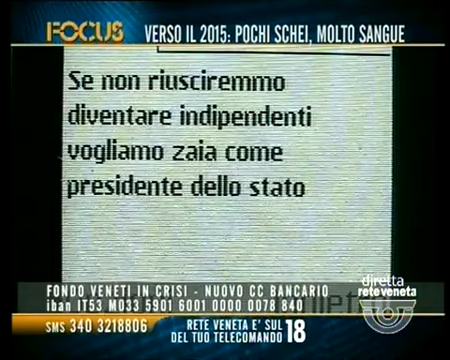 FOCUS
VERSO IL 2015: POCHI SCHEI, MOLTO SANGUE
Se non riusciremmo
diventare indipendenti
vogliamo zaia come
presidente dello stato
FONDO VENETI IN CRISI - NUOVO CC BANCARIO
iban IT53 M033 5901 6001 0000 0078 840
diretta
reteveneta
SMS 340 3218806
RETE VENETA E' SUL
DEL TUO TELECOMANDO 18